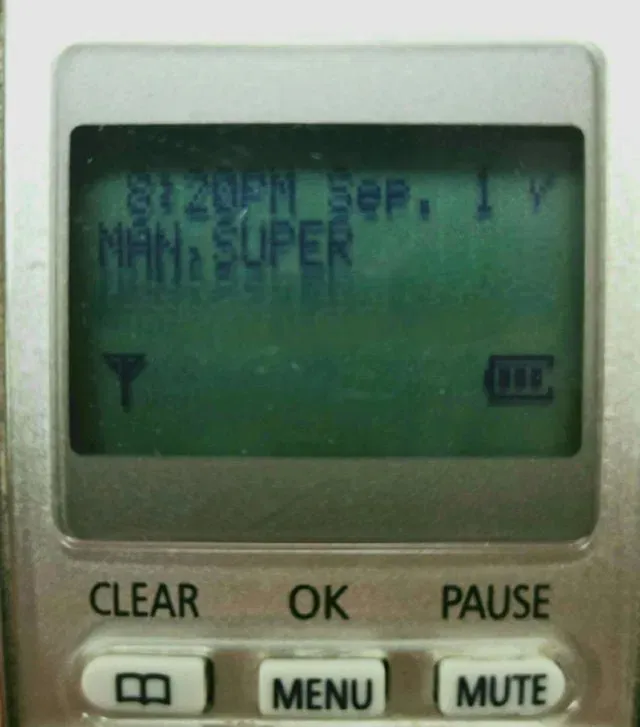 8:20PM Sep. 1 √
MAN,SUPER
CLEAR OK PAUSE
MENU MUTE